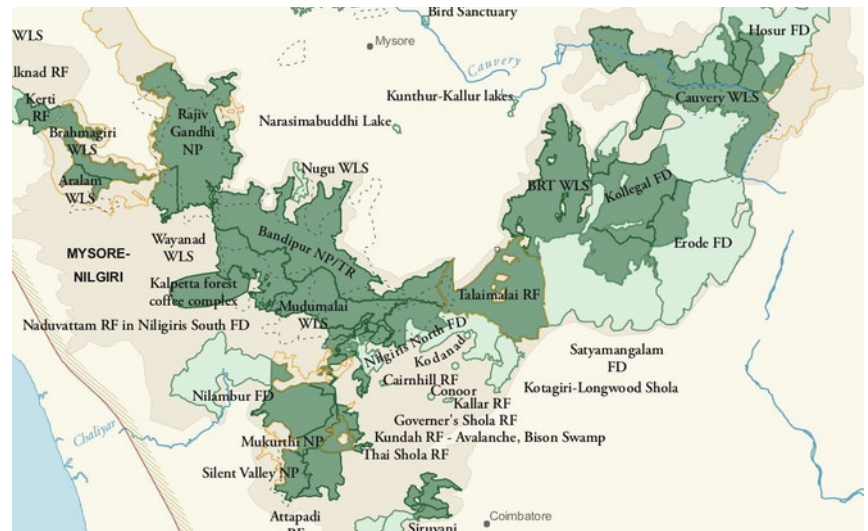 Bird Sanctuary
Hosur FD
WLS
Mysore
Cauvery
lknad RF
Kerti
RF
Rajiv
Gandhi
NP
Kunthur-Kallur lakes
Cauvery WLS
Narasimabuddhi Lake
Brahmagiri
WLS
Aralam
WLS
Nugu WLS
BRT WLS
Kollegal FD
Wayanad
WLS
Bandipur NP/TR
Erode FD
MYSORE-
NILGIRI
Kalpetta forest
coffee complex
Mudumalai
WLS
Talaimalai RF
Naduvattam RF in Niligiris South FD
Nilgiris North FD
Kodanad
Satyamangalam
FD
Cairnhill RF
Kotagiri-Longwood Shola
Nilambur FD
Conoor
Kallar RF
Governer's Shola RF
Chaliyar
Mukurthi NP
Kundah RF - Avalanche, Bison Swamp
Thai Shola RF
Silent Valley NP
Attapadi
RF
Siruvani
Coimbatore